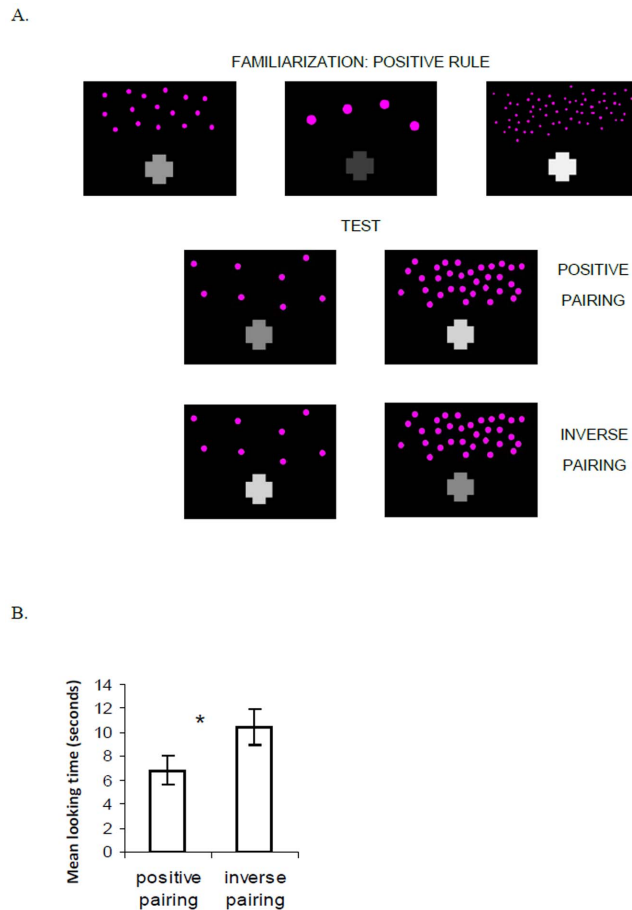 A.
FAMILIARIZATION: POSITIVE RULE
TEST
POSITIVE
PAIRING
INVERSE
PAIRING
B.
Mean looking time (seconds)
14
12
10
8
6
4
2
0
*
positive
pairing
inverse
pairing